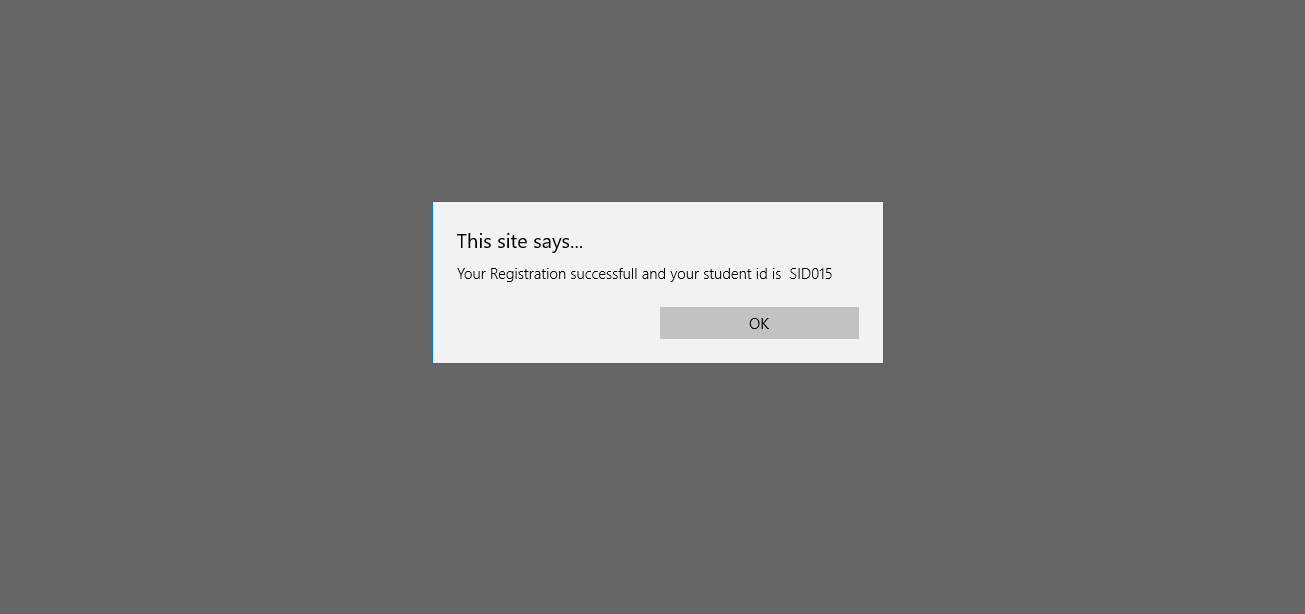 This site says...
Your Registration successfull and your student id is  SID015
OK